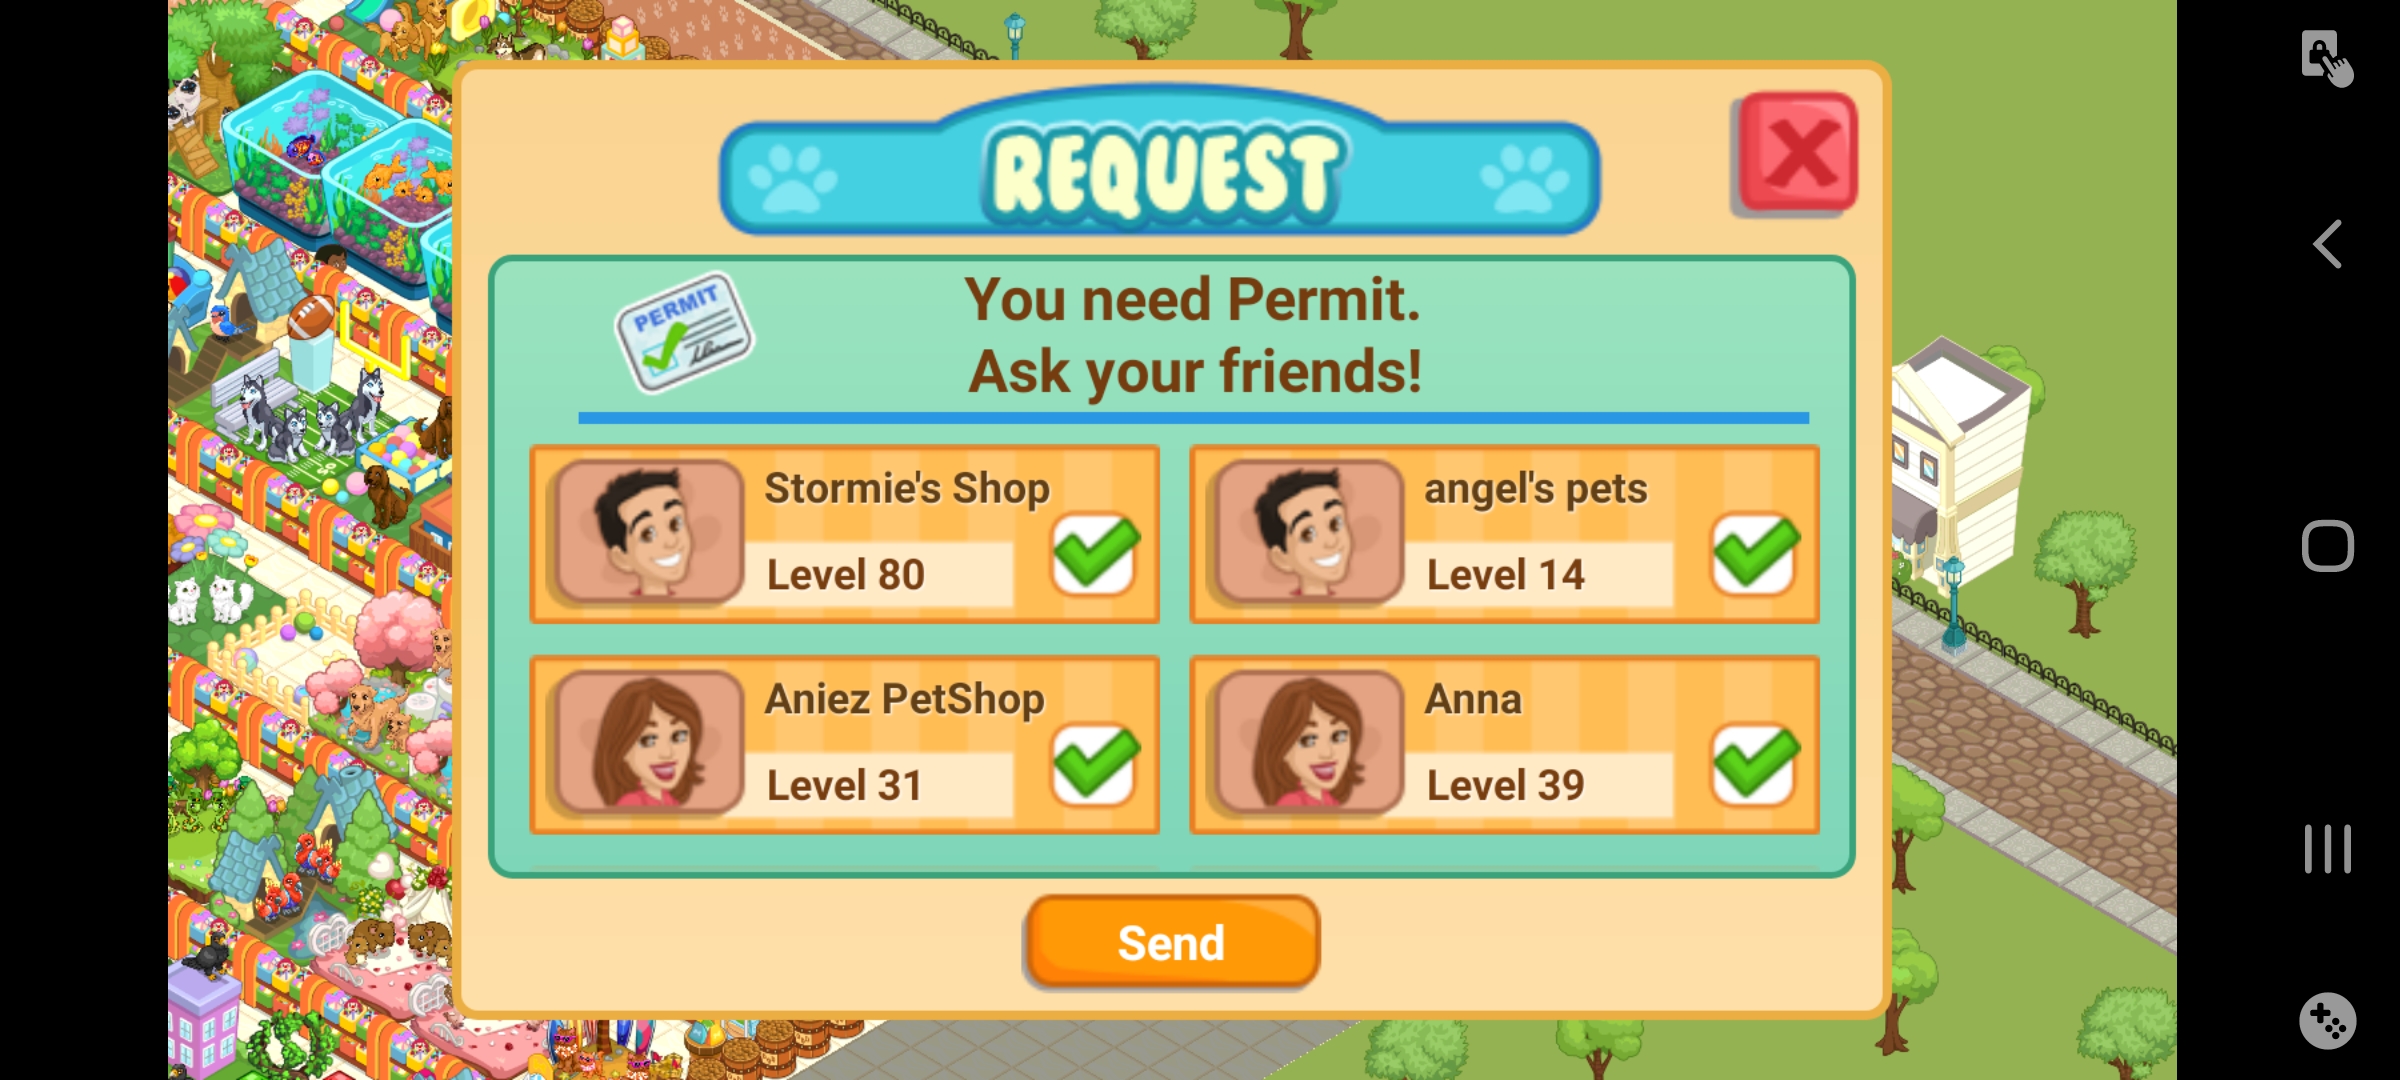 REQUEST
PERMIT
You need Permit.
Ask your friends!
Stormie's Shop
Level 80
angel's pets
Level 14
Aniez PetShop
Level 31
Anna
Level 39
Send